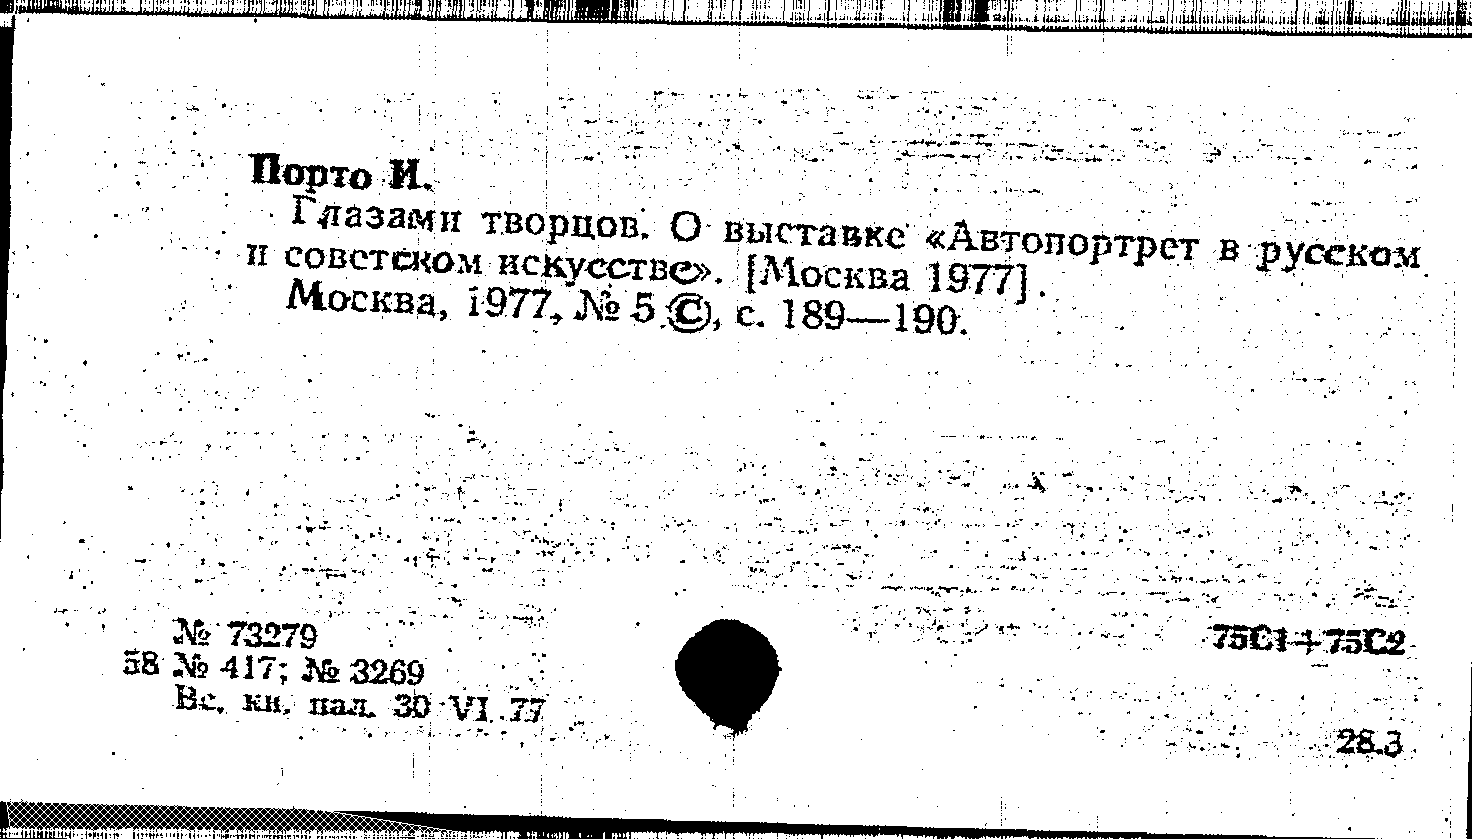 Порто И.
Глазами творцов. О выставке «Автопортрет в русском
и советском искусстве». [Москва 1977].
Москва, 1977, № 5 ©, с. 189—190.
№ 73279
75С1+75С2
58 № 417; № 3269
Вс. кн. пал. 30 VI 77
28.3